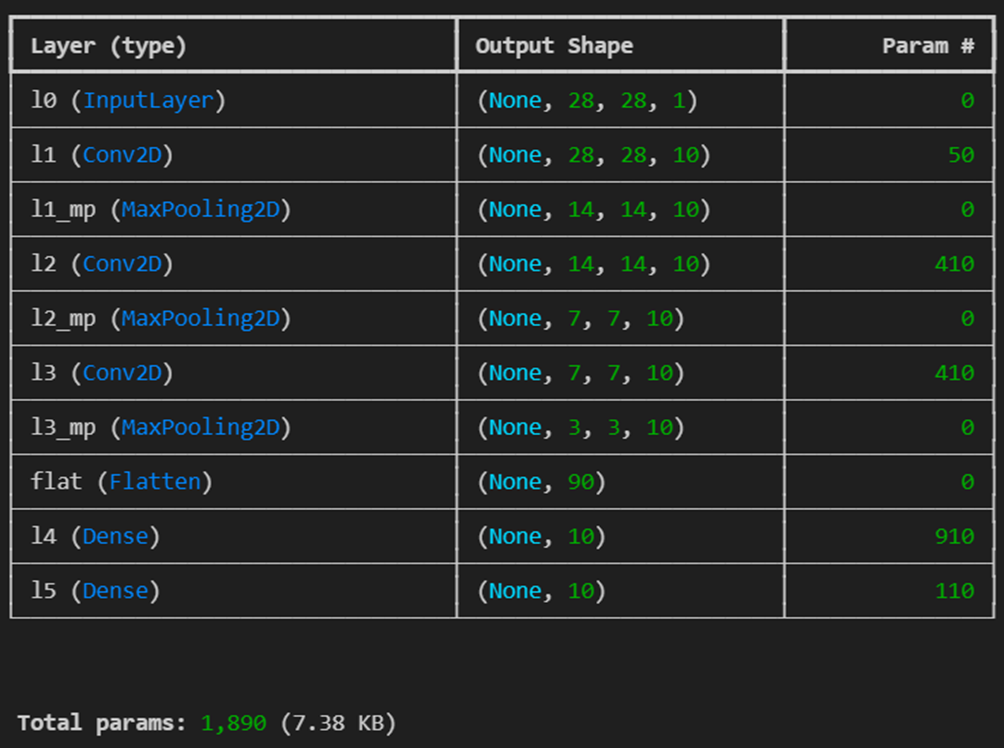 Layer (type) Output Shape Param #
l0 (InputLayer) (None, 28, 28, 1) 0
l1 (Conv2D) (None, 28, 28, 10) 50
l1_mp (MaxPooling2D) (None, 14, 14, 10) 0
l2 (Conv2D) (None, 14, 14, 10) 410
l2_mp (MaxPooling2D) (None, 7, 7, 10) 0
l3 (Conv2D) (None, 7, 7, 10) 410
l3_mp (MaxPooling2D) (None, 3, 3, 10) 0
flat (Flatten) (None, 90) 0
l4 (Dense) (None, 10) 910
l5 (Dense) (None, 10) 110
Total params: 1,890 (7.38 KB)